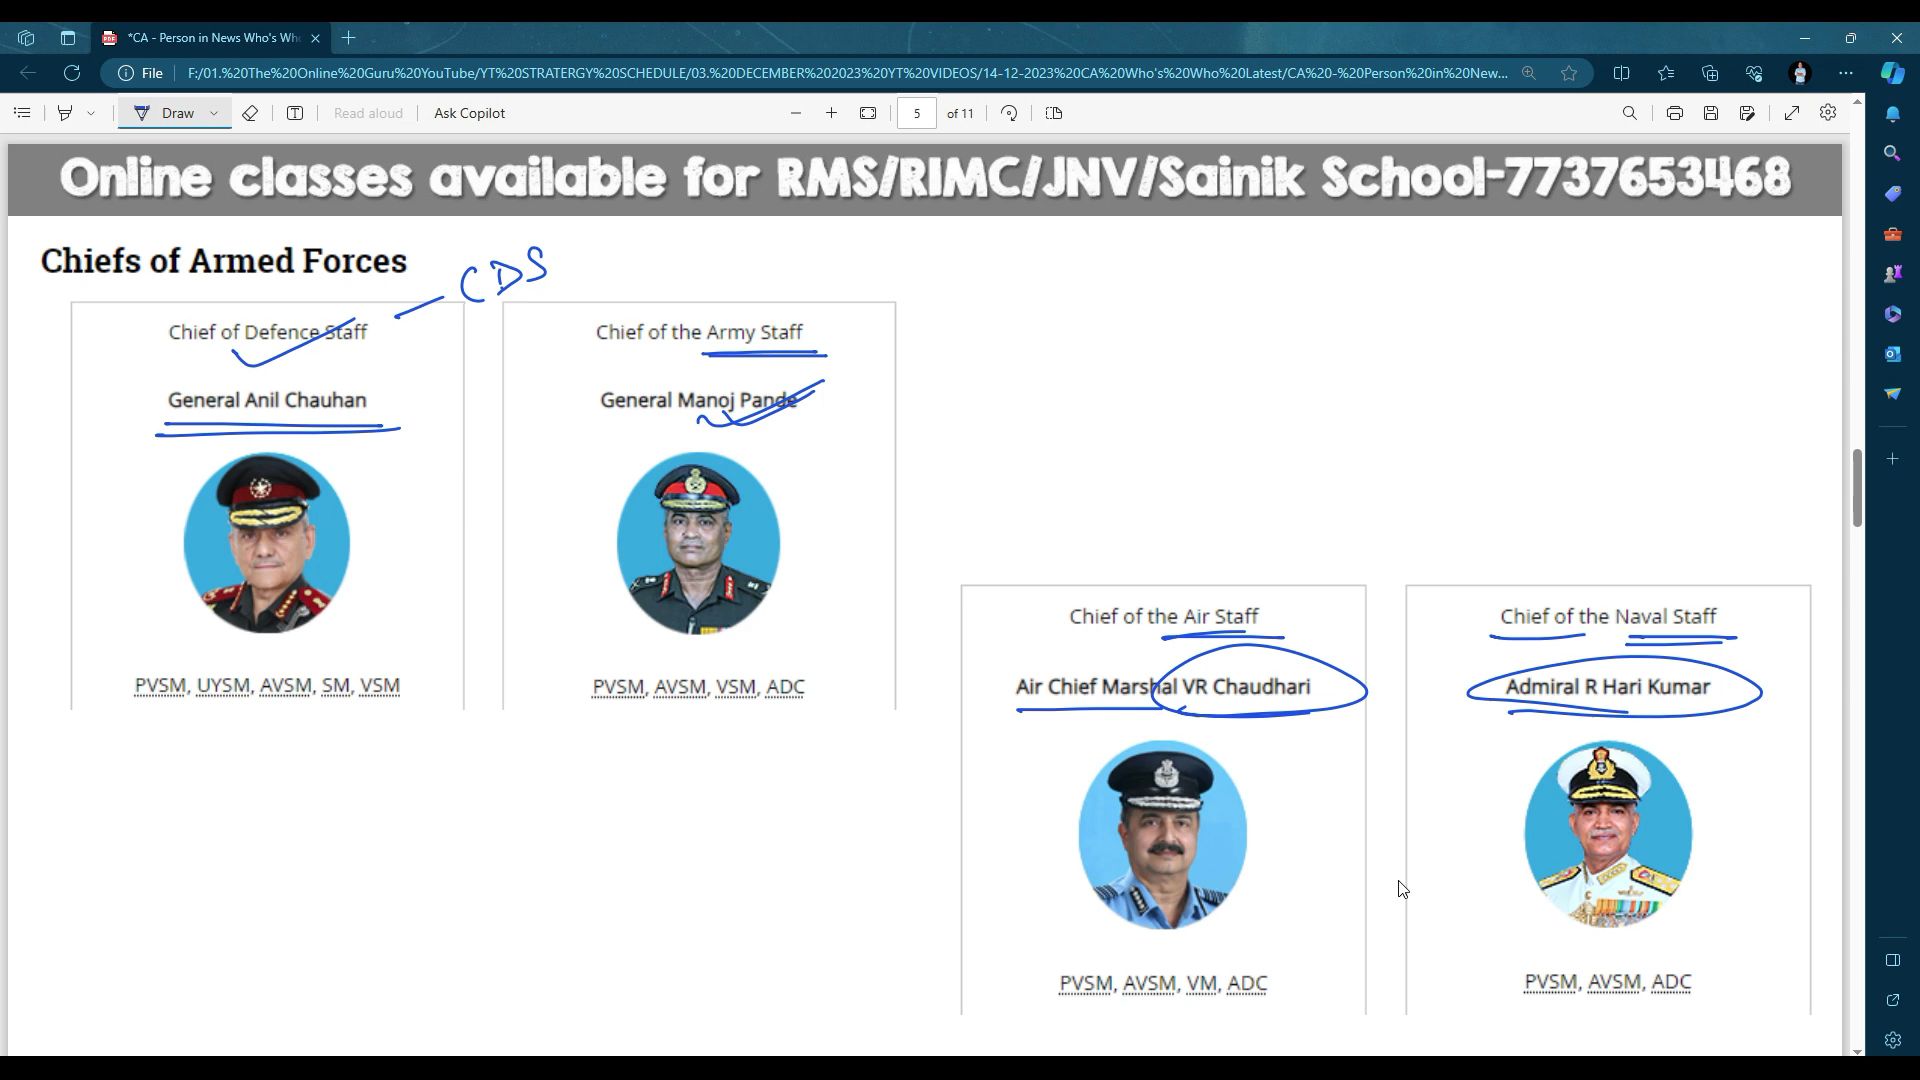 *CA - Person in News Who's Who
File
F:/01.%20The%20Online%20Guru%20YouTube/YT%20STRATERGY%20SCHEDULE/03.%20DECEMBER%202023%20YT%20VIDEOS/14-12-2023%20CA%20Who's%20Who%20Latest/CA%20-%20Person%20in%20New...
Draw
Read aloud
Ask Copilot
5
of 11
Online classes available for RMS/RIMC/JNV/Sainik School-7737653468
Chiefs of Armed Forces
CDS
Chief of Defence Staff
General Anil Chauhan
PVSM, UYSM, AVSM, SM, VSM
Chief of the Army Staff
General Manoj Pande
PVSM, AVSM, VSM, ADC
Chief of the Air Staff
Air Chief Marshal VR Chaudhari
PVSM, AVSM, VM, ADC
Chief of the Naval Staff
Admiral R Hari Kumar
PVSM, AVSM, ADC